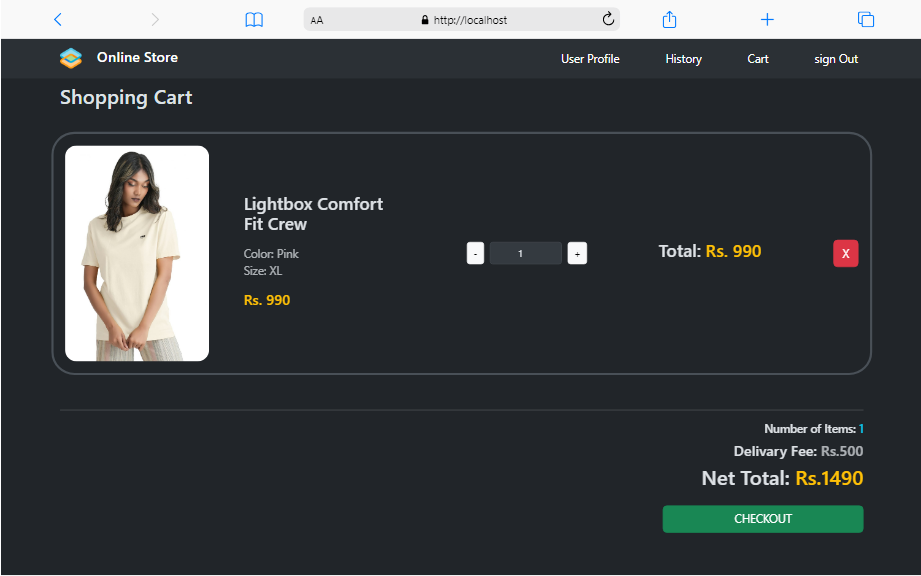 AA http://localhost
Online Store User Profile History Cart sign Out
Shopping Cart
Lightbox Comfort
Fit Crew
Color: Pink
Size: XL
Rs. 990
- 1 +
Total: Rs. 990
X
Number of Items: 1
Delivary Fee: Rs.500
Net Total: Rs.1490
CHECKOUT